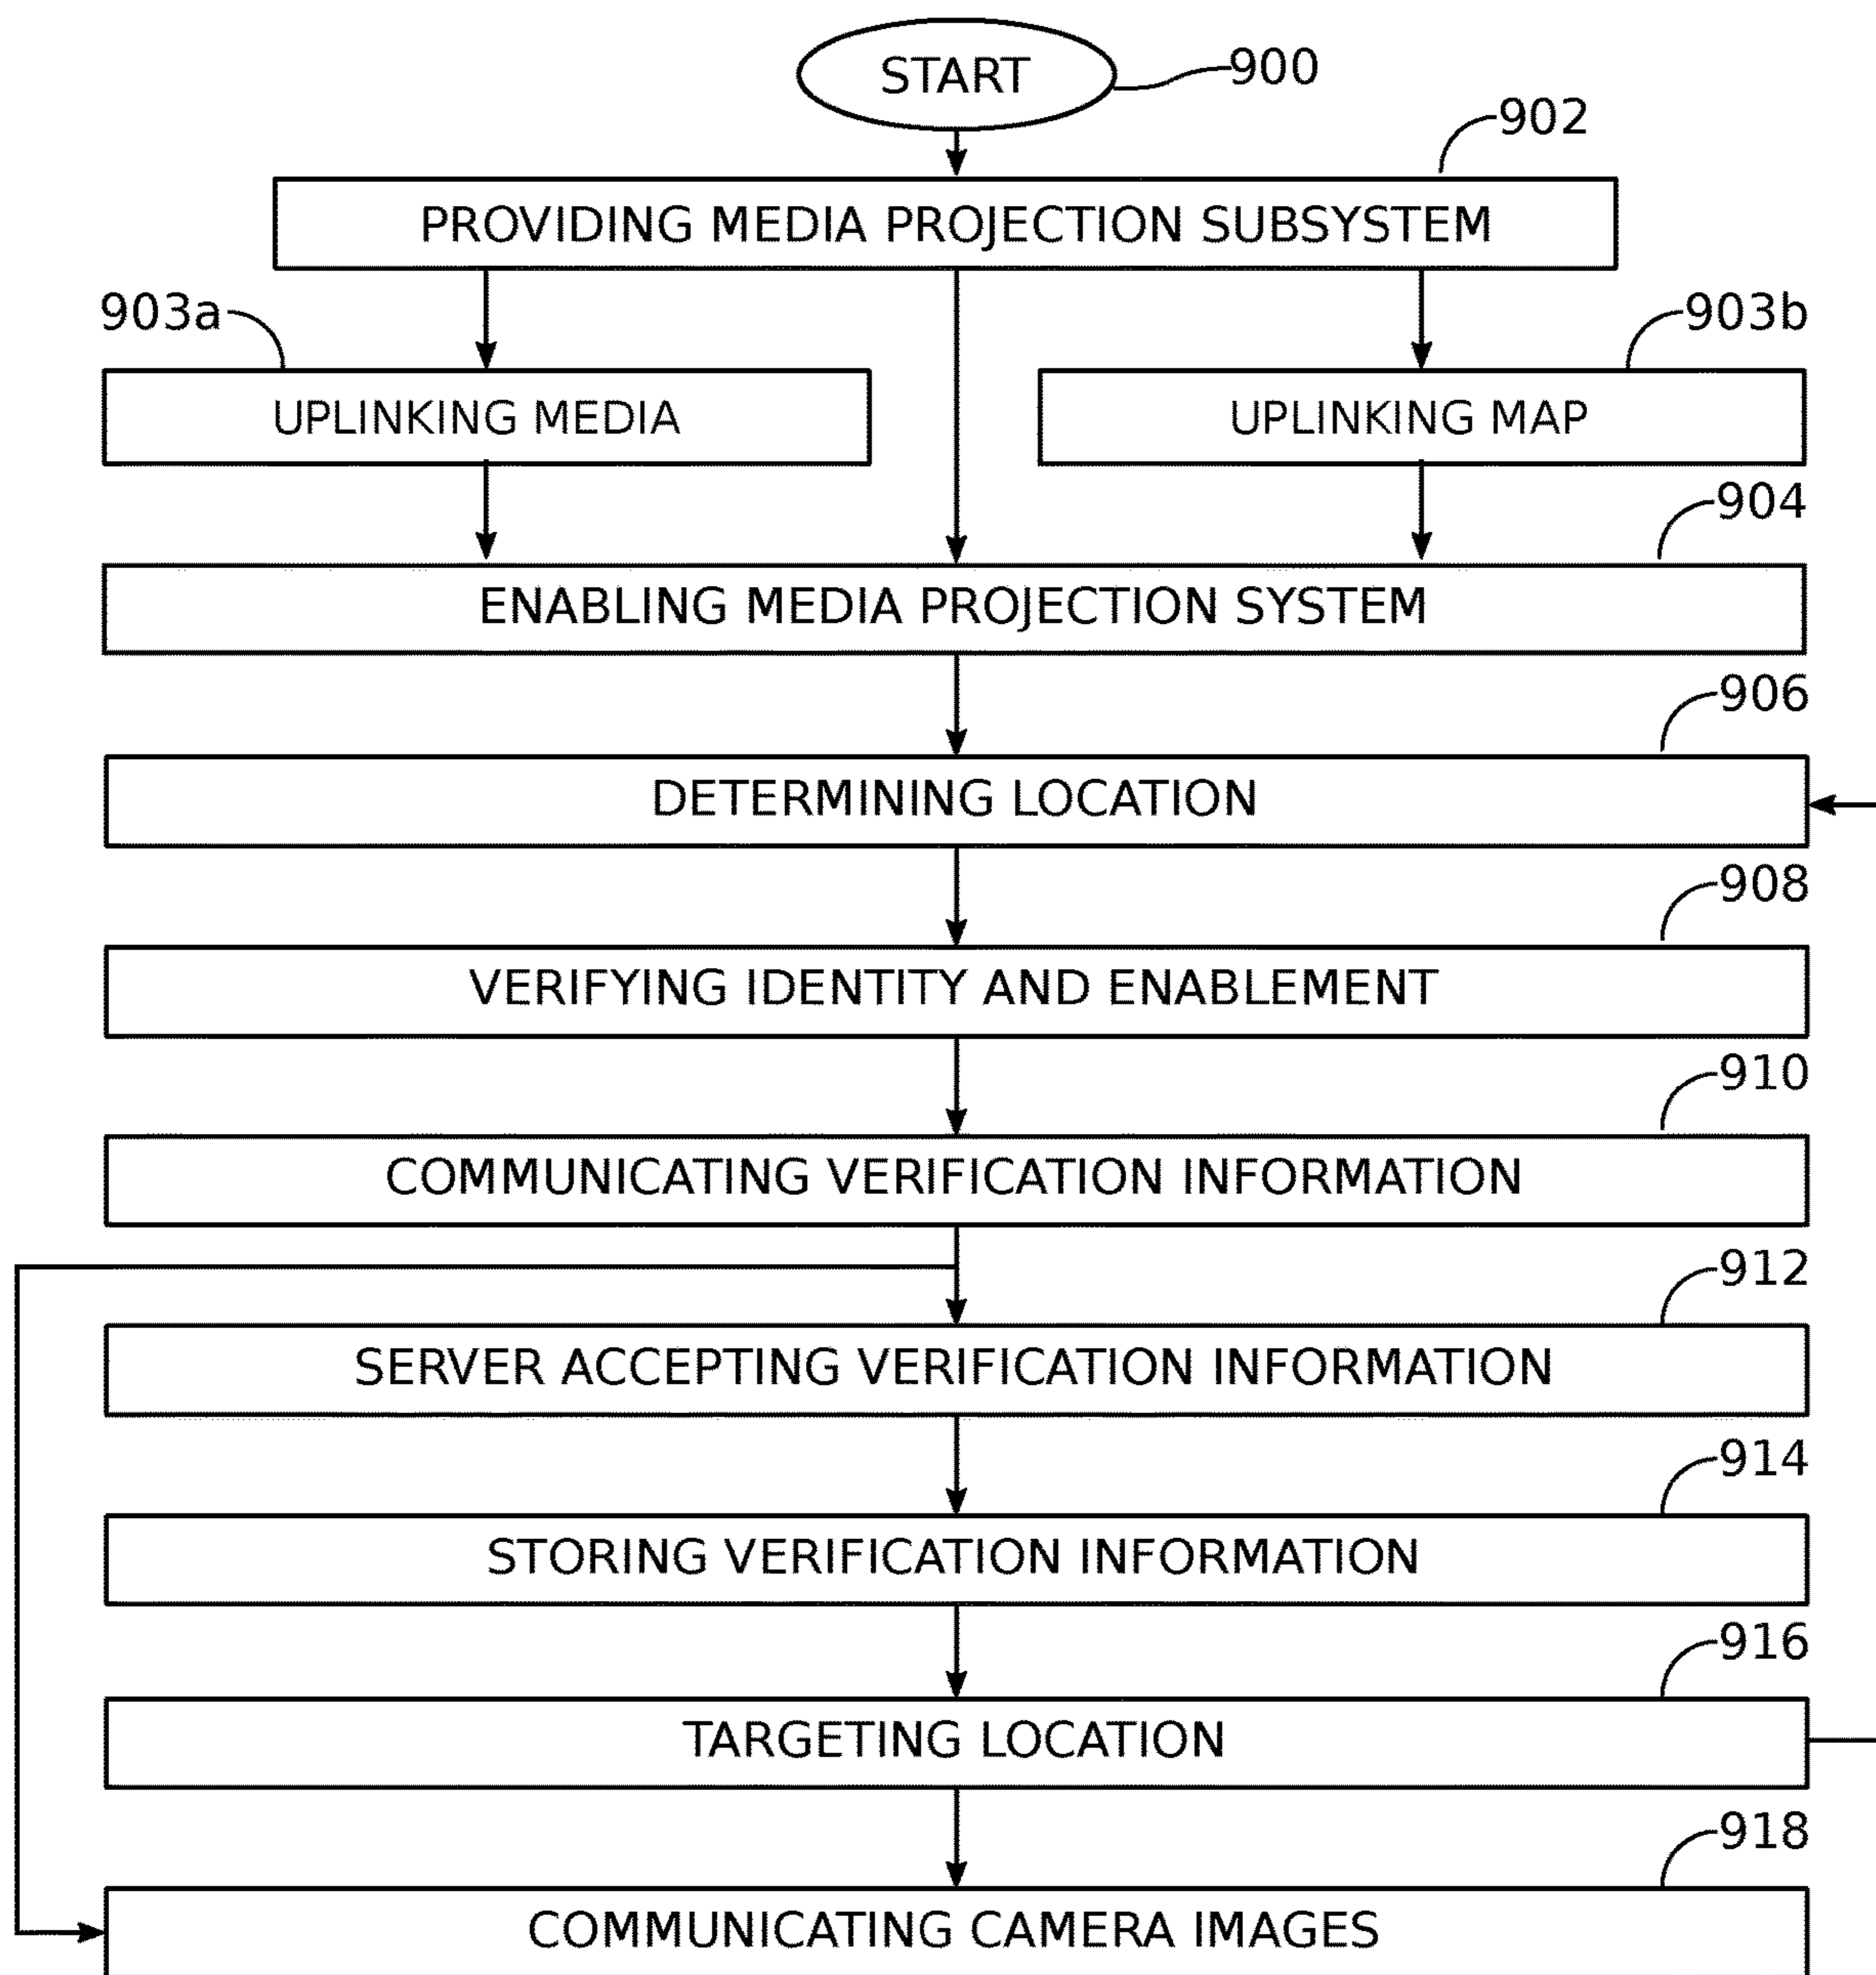 START
900
902
PROVIDING MEDIA PROJECTION SUBSYSTEM
903a
903b
UPLINKING MEDIA
UPLINKING MAP
904
ENABLING MEDIA PROJECTION SYSTEM
906
DETERMINING LOCATION
908
VERIFYING IDENTITY AND ENABLEMENT
910
COMMUNICATING VERIFICATION INFORMATION
912
SERVER ACCEPTING VERIFICATION INFORMATION
914
STORING VERIFICATION INFORMATION
916
TARGETING LOCATION
918
COMMUNICATING CAMERA IMAGES